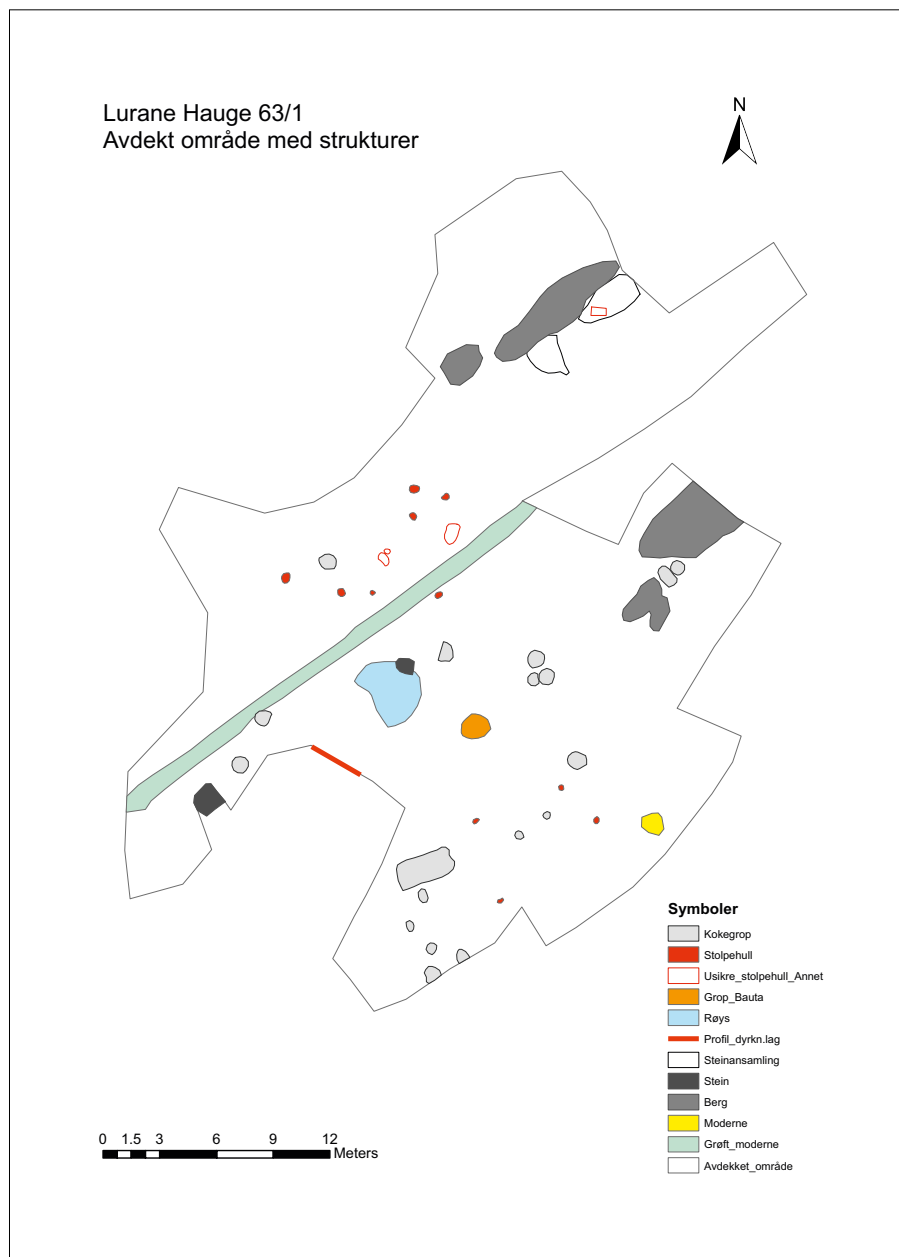 Lurane Hauge 63/1
Avdekt område med strukturer
N
Symboler
Kokegrop
Stolpehull
Usikre_stolpehull_Annet
Grop_Bauta
Røys
Profil_dyrkn.lag
Steinansamling
Stein
Berg
Moderne
Grøft_moderne
Avdekket_område
0 1.5 3 6 9 12
Meters